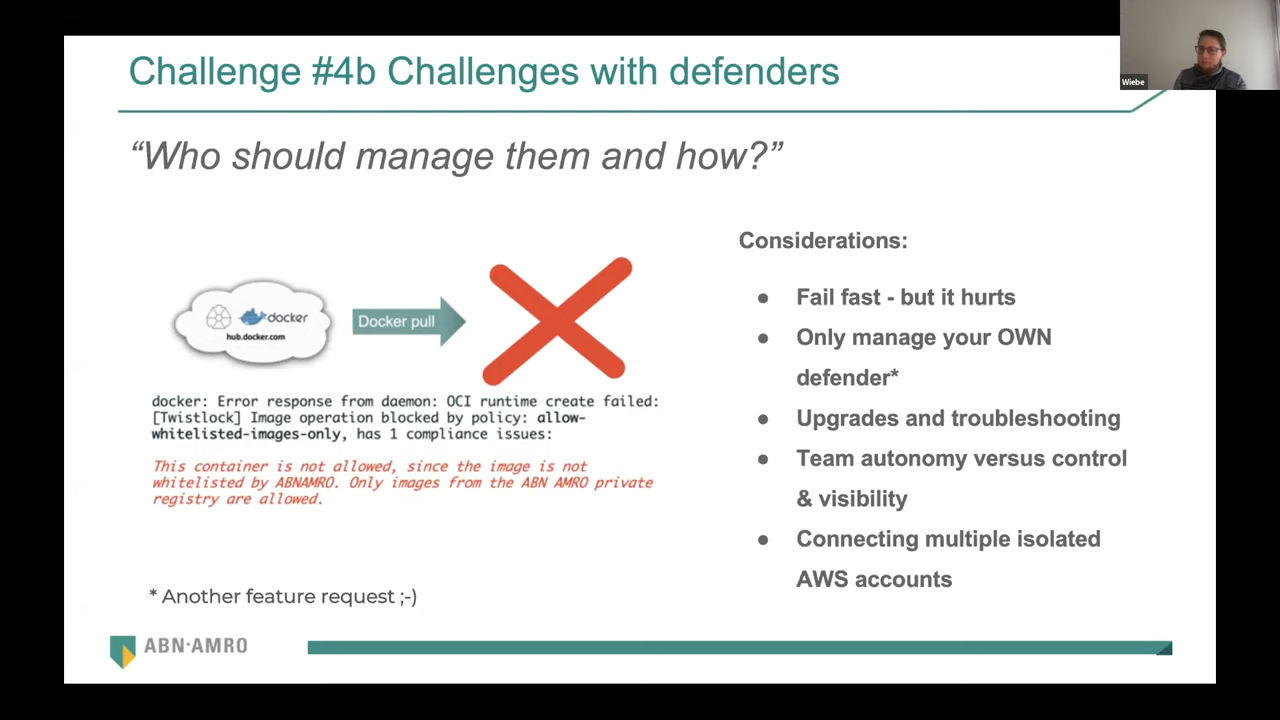 Challenge #4b Challenges with defenders
Wiebe
“Who should manage them and how?”
Considerations:
docker
hub.docker.com
Docker pull
● Fail fast - but it hurts
● Only manage your OWN
defender*
● Upgrades and troubleshooting
● Team autonomy versus control
& visibility
● Connecting multiple isolated
AWS accounts
docker: Error response from daemon: OCI runtime create failed:
[Twistlock] Image operation blocked by policy: allow-
whitelisted-images-only, has 1 compliance issues:
This container is not allowed, since the image is not
whitelisted by ABNAMRO. Only images from the ABN AMRO private
registry are allowed.
* Another feature request ;-)
ABN·AMRO